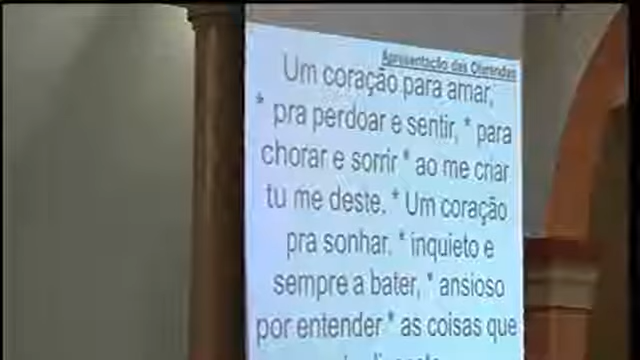 Apresentação das Oferendas
Um coração para amar,
* pra perdoar e sentir, * para
chorar e sorrir * ao me criar
tu me deste. * Um coração
pra sonhar, * inquieto e
sempre a bater, * ansioso
por entender * as coisas que